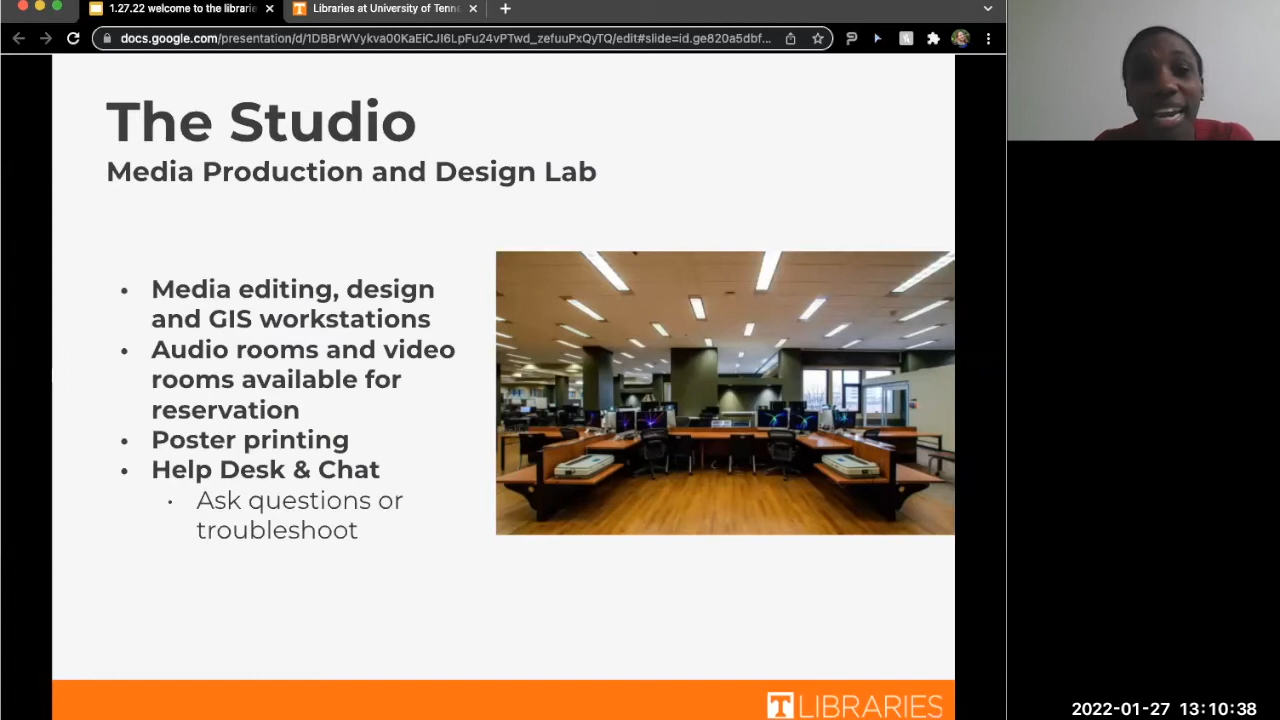 1.27.22 welcome to the librarie
Libraries at University of Tenne
docs.google.com/presentation/d/1DBBrWVykva00KaEiCJI6LpFu24vPTwd_zefuuPxQyTQ/edit#slide=id.ge820a5dbf...
The Studio
Media Production and Design Lab
• Media editing, design
and GIS workstations
• Audio rooms and video
rooms available for
reservation
• Poster printing
• Help Desk & Chat
• Ask questions or
troubleshoot
T LIBRARIES
2022-01-27 13:10:38